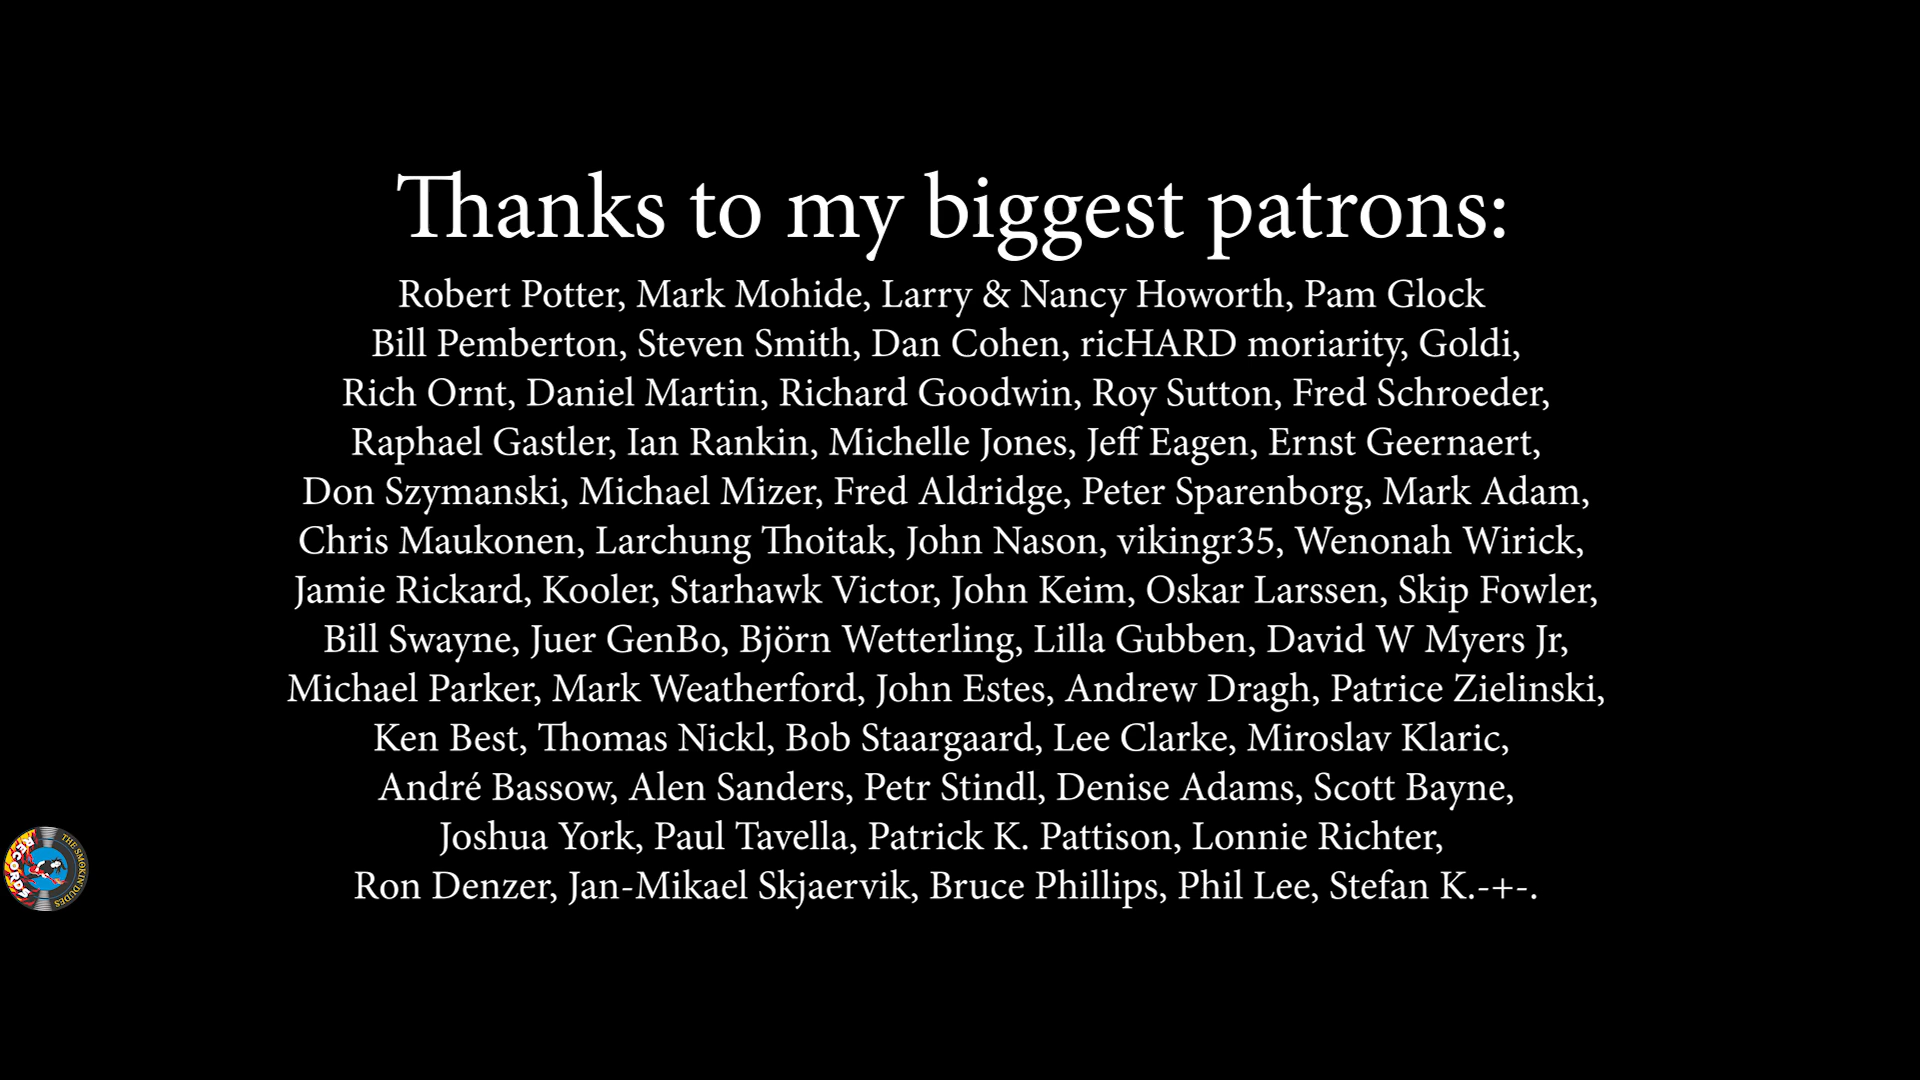 Thanks to my biggest patrons:
Robert Potter, Mark Mohide, Larry & Nancy Howorth, Pam Glock
Bill Pemberton, Steven Smith, Dan Cohen, ricHARD moriarity, Goldi,
Rich Ornt, Daniel Martin, Richard Goodwin, Roy Sutton, Fred Schroeder,
Raphael Gastler, Ian Rankin, Michelle Jones, Jeff Eagen, Ernst Geernaert,
Don Szymanski, Michael Mizer, Fred Aldridge, Peter Sparenborg, Mark Adam,
Chris Maukonen, Larchung Thoitak, John Nason, vikingr35, Wenonah Wirick,
Jamie Rickard, Kooler, Starhawk Victor, John Keim, Oskar Larssen, Skip Fowler,
Bill Swayne, Juer GenBo, Björn Wetterling, Lilla Gubben, David W Myers Jr,
Michael Parker, Mark Weatherford, John Estes, Andrew Dragh, Patrice Zielinski,
Ken Best, Thomas Nickl, Bob Staargaard, Lee Clarke, Miroslav Klaric,
André Bassow, Alen Sanders, Petr Stindl, Denise Adams, Scott Bayne,
Joshua York, Paul Tavella, Patrick K. Pattison, Lonnie Richter,
Ron Denzer, Jan-Mikael Skjaervik, Bruce Phillips, Phil Lee, Stefan K.-+-.
THE SMOKIN' DUDES
RECORDS